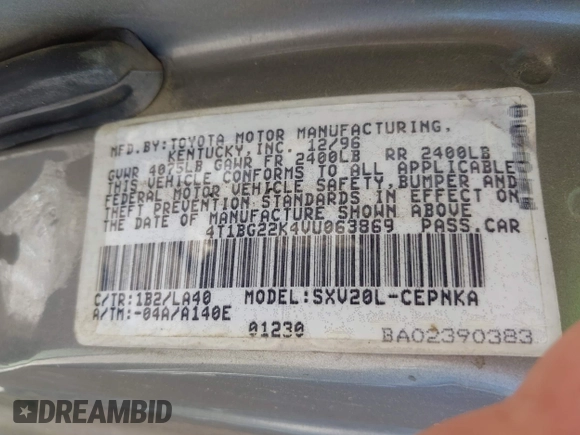 MFD.BY:TOYOTA MOTOR MANUFACTURING,
KENTUCKY,INC. 12/96
GVWR 4075LB GAWR FR 2400LB RR 2400LB
THIS VEHICLE CONFORMS TO ALL APPLICABLE
FEDERAL MOTOR VEHICLE SAFETY,BUMPER,AND
THEFT PREVENTION STANDARDS IN EFFECT ON
THE DATE OF MANUFACTURE SHOWN ABOVE
4T1BG22K4VU063869 PASS.CAR
C/TR:1B2/LA40 MODEL:SXV20L-CEPNKA
A/TM:-04A/A140E
01230
BA02390383
DREAMBID